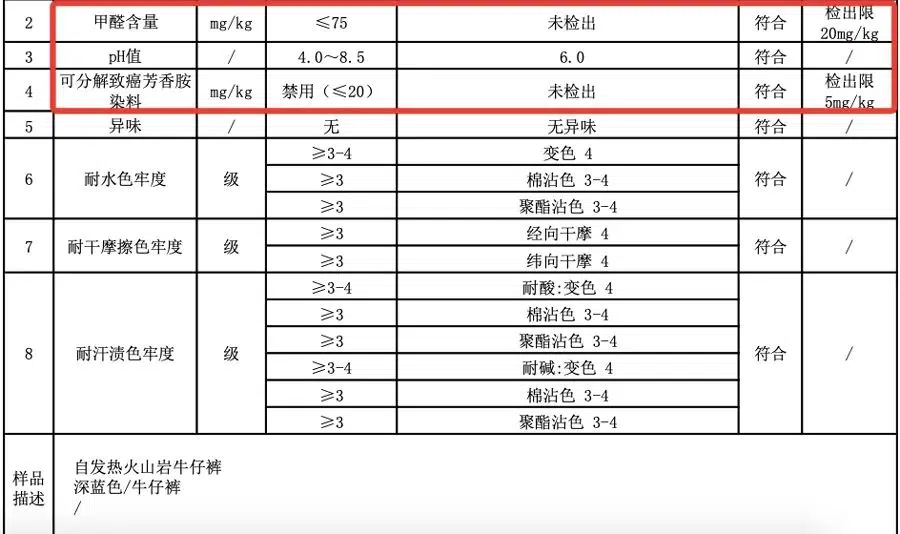 2 甲醛含量 mg/kg ≤75 未检出 符合 检出限
20mg/kg
3 pH值 / 4.0～8.5 6.0 符合 /
4 可分解致癌芳香胺
染料 mg/kg 禁用（≤20） 未检出 符合 检出限
5mg/kg
5 异味 / 无 无异味 符合 /
6 耐水色牢度 级 ≥3-4 变色 4 符合 /
≥3 棉沾色 3-4
≥3 聚酯沾色 3-4
7 耐干摩擦色牢度 级 ≥3 经向干摩 4 符合 /
≥3 纬向干摩 4
8 耐汗渍色牢度 级 ≥3-4 耐酸:变色 4 符合 /
≥3 棉沾色 3-4
≥3 聚酯沾色 3-4
≥3-4 耐碱:变色 4
≥3 棉沾色 3-4
≥3 聚酯沾色 3-4
样品
描述
自发热火山岩牛仔裤
深蓝色/牛仔裤
/